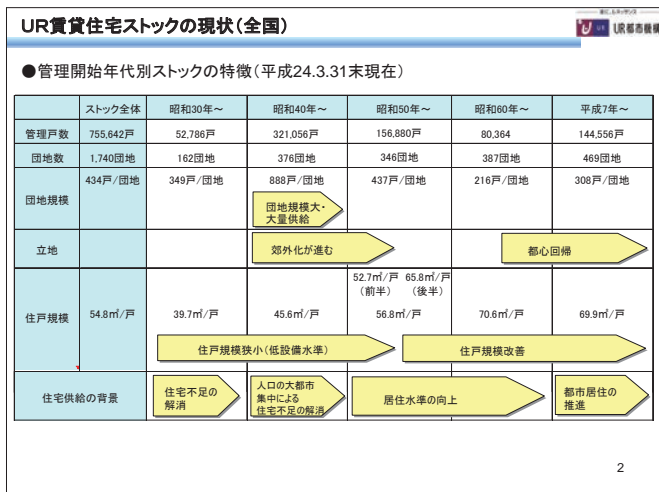 UR賃貸住宅ストックの現状(全国)
UR都市機構
●管理開始年代別ストックの特徴(平成24.3.31末現在)
ストック全体 昭和30年~ 昭和40年~ 昭和50年~ 昭和60年~ 平成7年~
管理戸数 755,642戸 52,786戸 321,056戸 156,880戸 80,364 144,556戸
団地数 1,740団地 162団地 376団地 346団地 387団地 469団地
団地規模 434戸/団地 349戸/団地 888戸/団地 437戸/団地 216戸/団地 308戸/団地
団地規模大・
大量供給
立地 郊外化が進む 都心回帰
52.7㎡/戸 65.8㎡/戸
(前半) (後半)
住戸規模 54.8㎡/戸 39.7㎡/戸 45.6㎡/戸 56.8㎡/戸 70.6㎡/戸 69.9㎡/戸
住戸規模狭小(低設備水準) 住戸規模改善
住宅供給の背景
住宅不足の
解消
人口の大都市
集中による
住宅不足の解消
居住水準の向上
都市居住の
推進
2